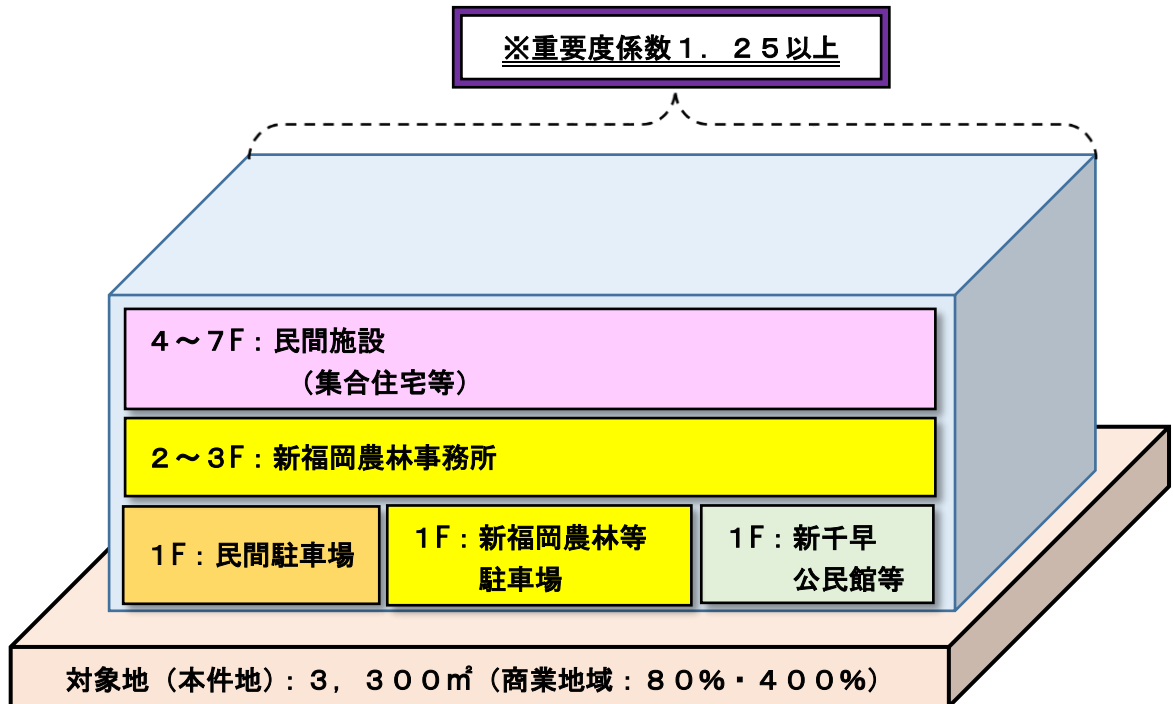 ※重要度係数１．２５以上
４～７Ｆ：民間施設
（集合住宅等）
２～３Ｆ：新福岡農林事務所
１Ｆ：民間駐車場
１Ｆ：新福岡農林等
駐車場
１Ｆ：新千早
公民館等
対象地（本件地）：３，３００㎡（商業地域：８０％・４００％）